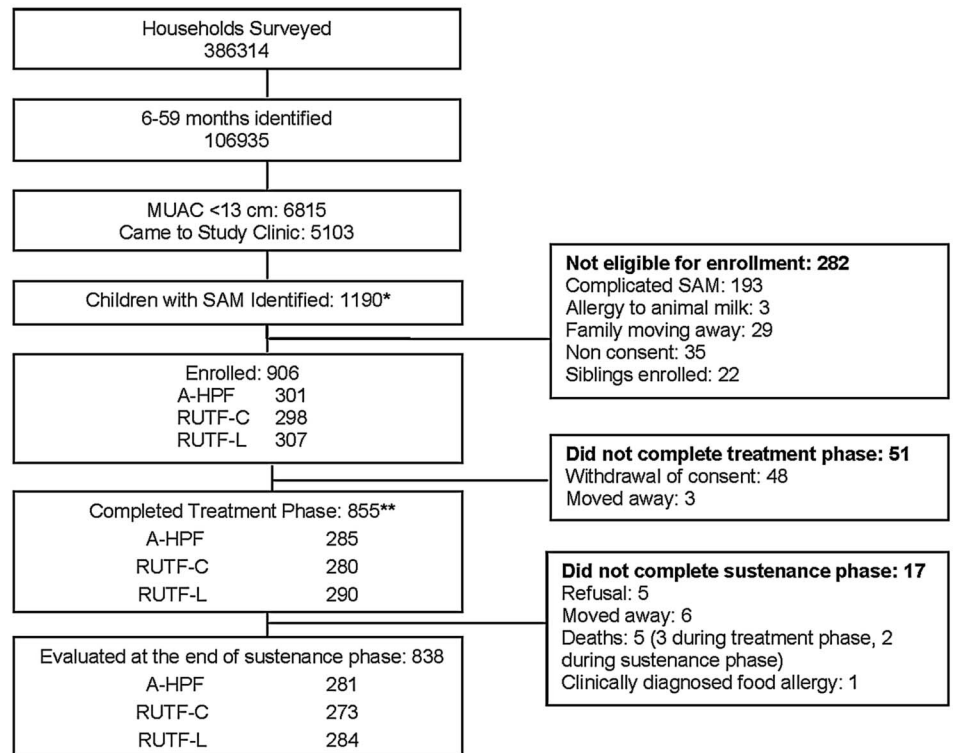 Households Surveyed
386314
6-59 months identified
106935
MUAC <13 cm: 6815
Came to Study Clinic: 5103
Children with SAM Identified: 1190*
Not eligible for enrollment: 282
Complicated SAM: 193
Allergy to animal milk: 3
Family moving away: 29
Non consent: 35
Siblings enrolled: 22
Enrolled: 906
A-HPF 301
RUTF-C 298
RUTF-L 307
Did not complete treatment phase: 51
Withdrawal of consent: 48
Moved away: 3
Completed Treatment Phase: 855**
A-HPF 285
RUTF-C 280
RUTF-L 290
Did not complete sustenance phase: 17
Refusal: 5
Moved away: 6
Deaths: 5 (3 during treatment phase, 2
during sustenance phase)
Clinically diagnosed food allergy: 1
Evaluated at the end of sustenance phase: 838
A-HPF 281
RUTF-C 273
RUTF-L 284